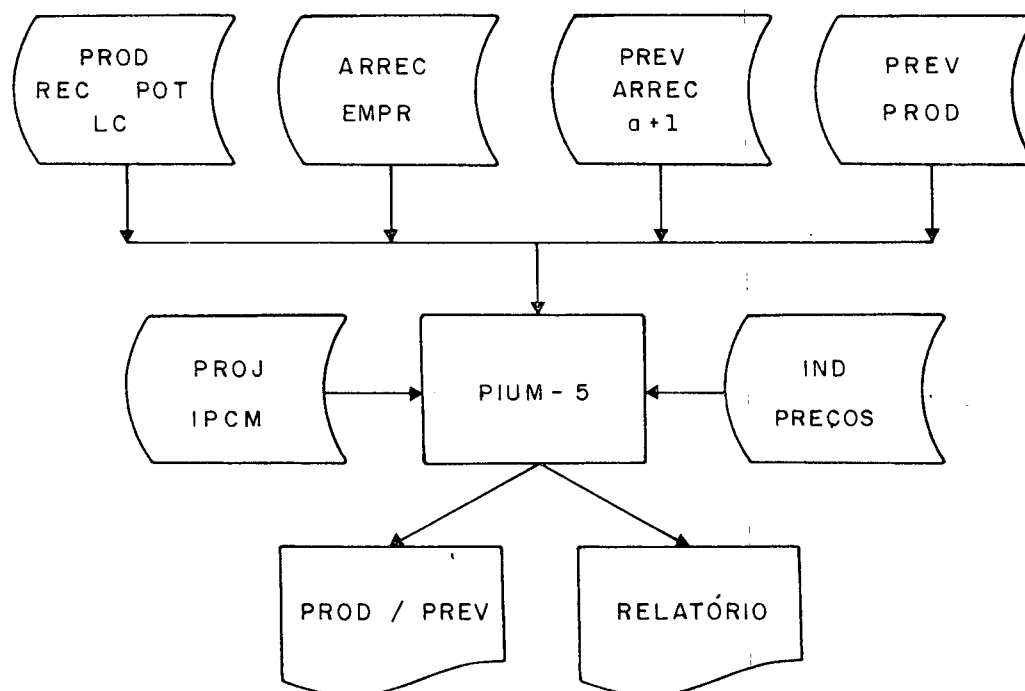 PROD
REC POT
LC
ARREC
EMPR
PREV
ARREC
a+1
PREV
PROD
PROJ
IPCM
PIUM-5
IND
PREÇOS
PROD / PREV
RELATÓRIO